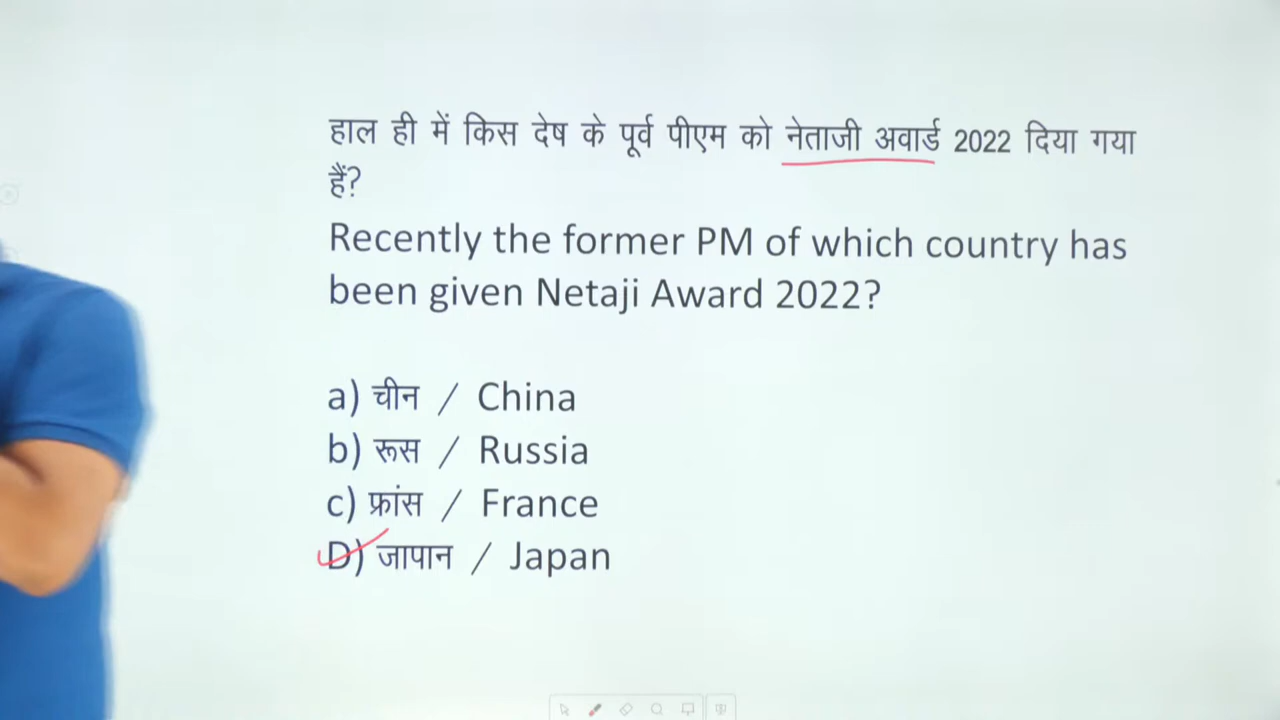 हाल ही में किस देष के पूर्व पीएम को नेताजी अवार्ड 2022 दिया गया
हैं?
Recently the former PM of which country has
been given Netaji Award 2022?
a) चीन / China
b) रूस / Russia
c) फ्रांस / France
D) जापान / Japan